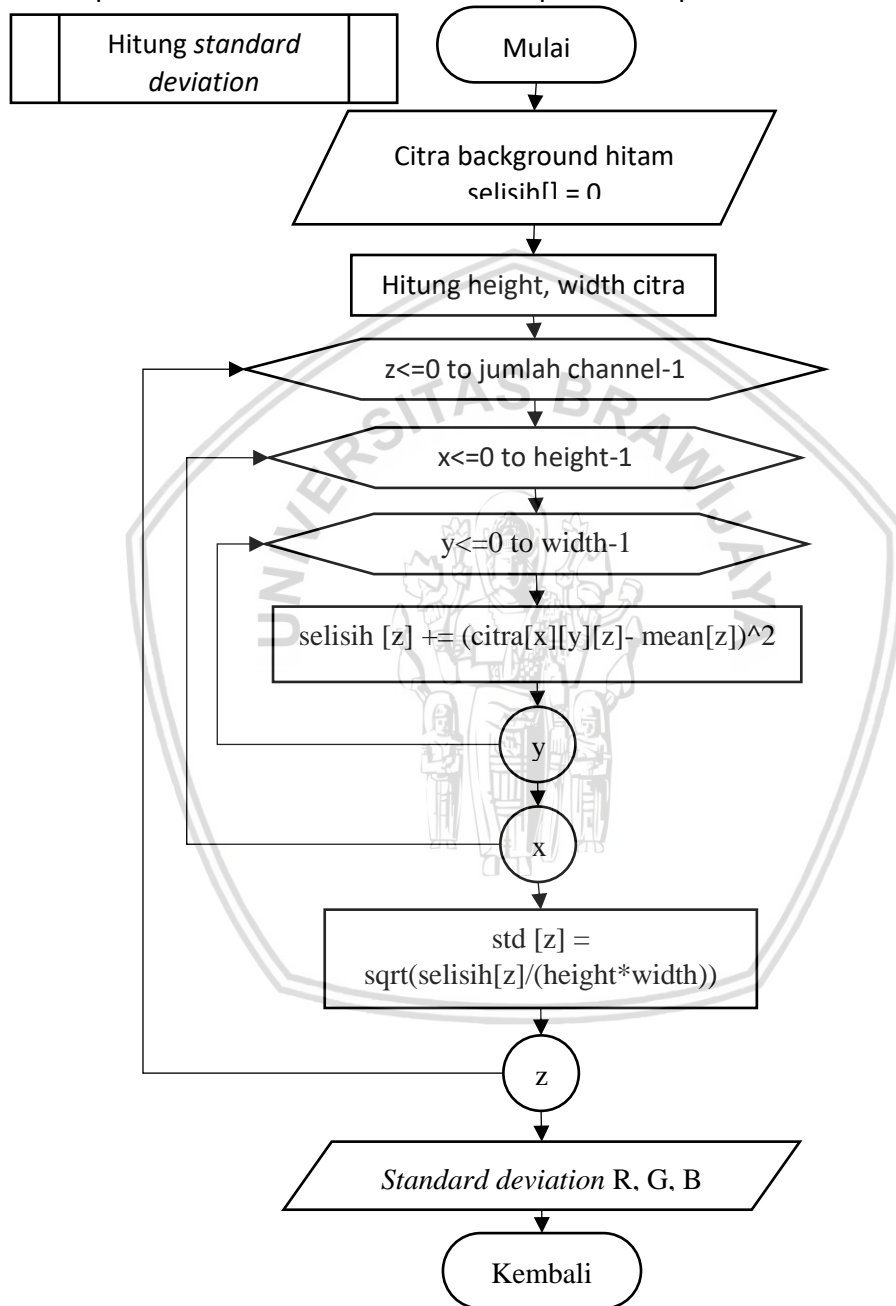 Hitung standard
deviation
Mulai
Citra background hitam
selisih[] = 0
Hitung height, width citra
z<=0 to jumlah channel-1
x<=0 to height-1
y<=0 to width-1
selisih [z] += (citra[x][y][z]- mean[z])^2
y
x
std [z] =
sqrt(selisih[z]/(height*width))
z
Standard deviation R, G, B
Kembali
UNIVERSITAS BRAWIJAYA